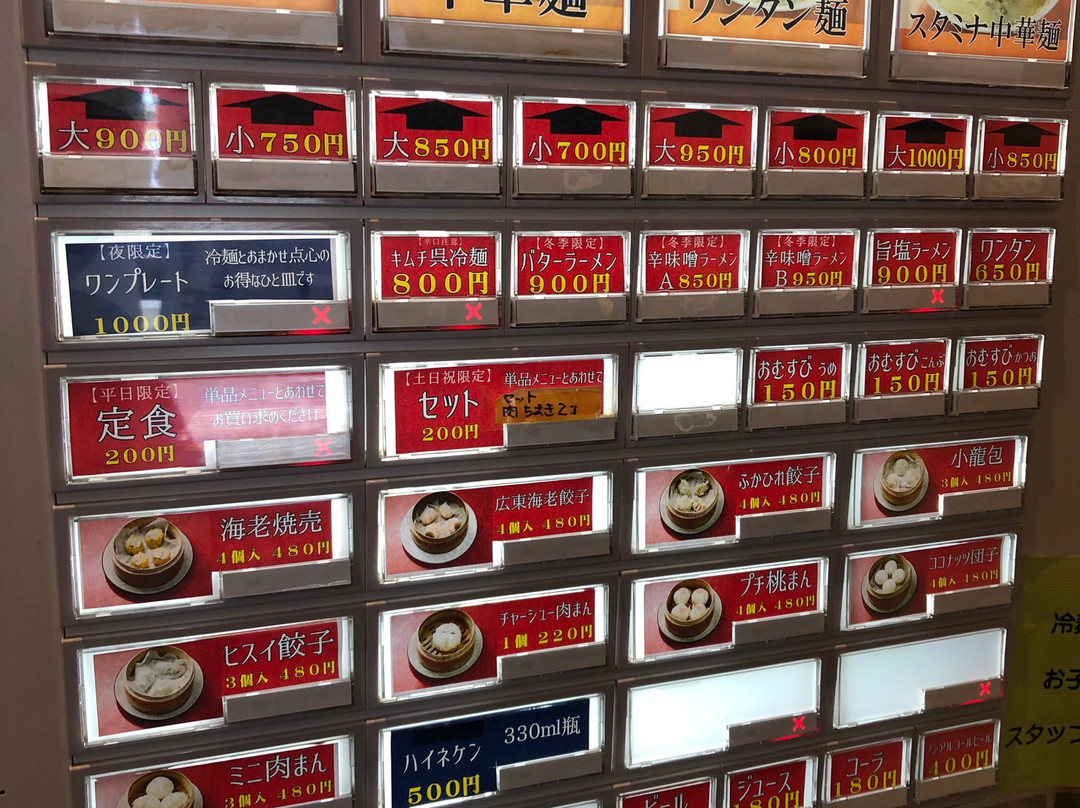 中華麺
ワンタン麺
スタミナ中華麺
大900円
小750円
大850円
小700円
大950円
小800円
大1000円
小850円
【夜限定】
ワンプレート
冷麺とおまかせ点心の
お得なひと皿です
1000円
【辛口注意】
キムチ呉冷麺
800円
【冬季限定】
バターラーメン
900円
【冬季限定】
辛味噌ラーメン
A850円
【冬季限定】
辛味噌ラーメン
B950円
旨塩ラーメン
900円
ワンタン
650円
【平日限定】
定食
200円
単品メニューとあわせて
お買い求めください
【土日祝限定】
セット
200円
単品メニューとあわせて
セット
肉ちまき2コ
おむすびうめ
150円
おむすびこんぶ
150円
おむすびかつお
150円
海老焼売
4個入 480円
広東海老餃子
4個入 480円
ふかひれ餃子
4個入 480円
小龍包
3個入 480円
ヒスイ餃子
3個入 480円
チャーシュー肉まん
1個 220円
プチ桃まん
4個入 480円
ココナッツ団子
4個入 480円
ミニ肉まん
3個入 480円
ハイネケン
330ml瓶
500円
ビール
ジュース
180円
コーラ
180円
ノンアルコールビール
400円
冷麺
お子
スタッフ